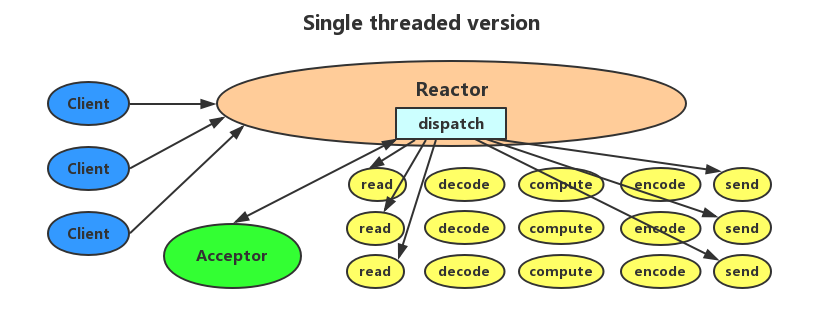 Single threaded version
Reactor
Client
dispatch
Client
read decode compute encode send
Client
read decode compute encode send
Acceptor
read decode compute encode send